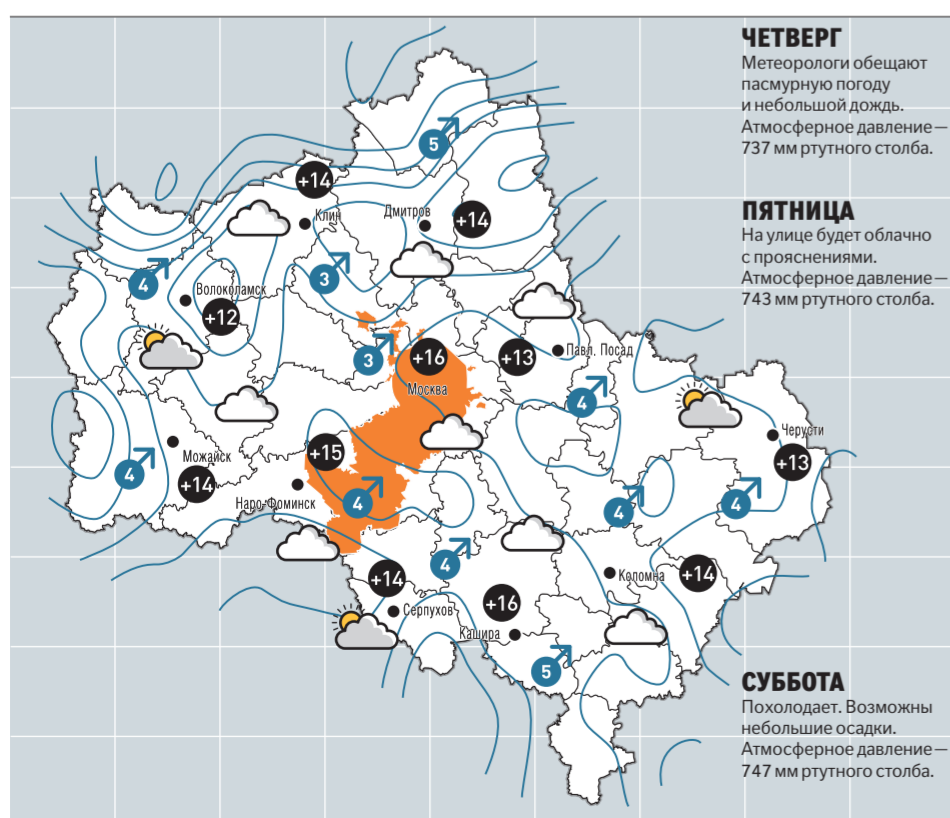 ЧЕТВЕРГ
Метеорологи обещают
пасмурную погоду
и небольшой дождь.
Атмосферное давление—
737 мм ртутного столба.
ПЯТНИЦА
На улице будет облачно
с прояснениями.
Атмосферное давление—
743 мм ртутного столба.
СУББОТА
Похолодает. Возможны
небольшие осадки.
Атмосферное давление—
747 мм ртутного столба.
5
+14
Клин
Дмитров
+14
4
3
Волоколамск
+12
3
+16
Москва
+13
Павл. Посад
4
Черусти
+13
Можайск
4
+14
+15
Наро-Фоминск
4
4
4
4
+14
Серпухов
+16
Кашира
Коломна
+14
5